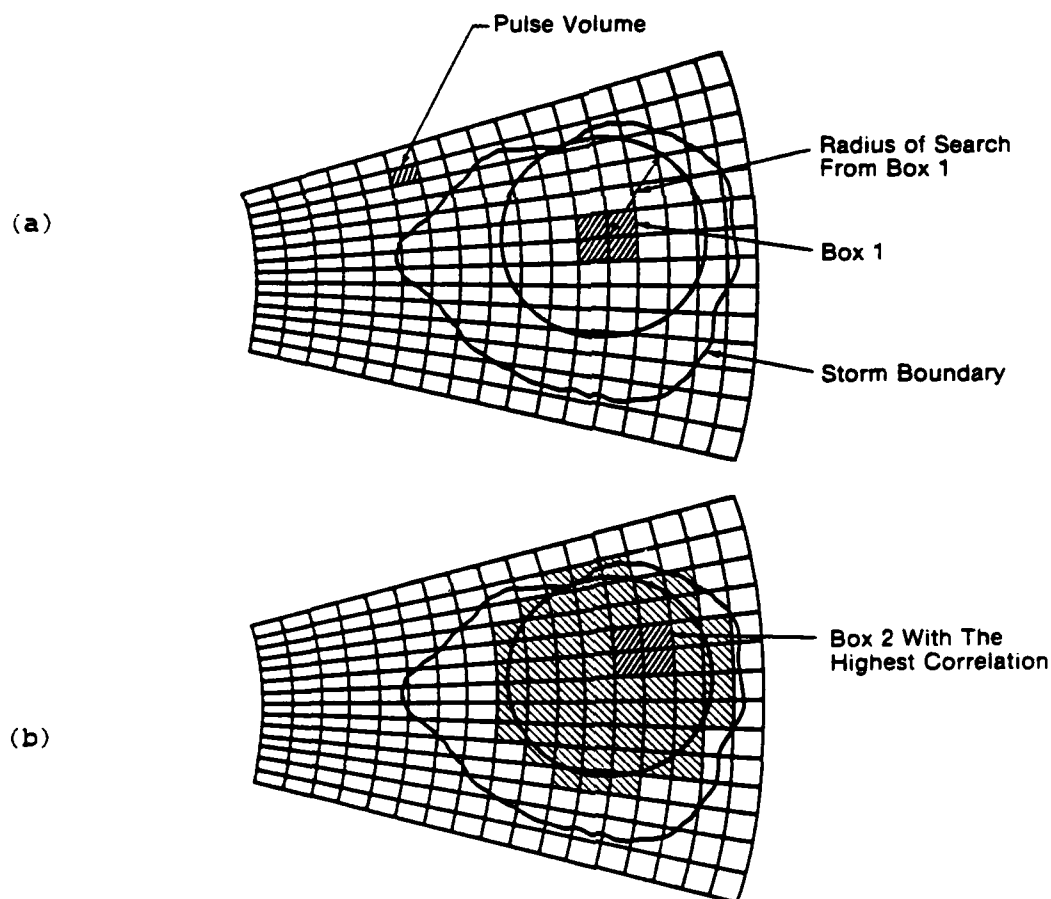 Pulse Volume
(a)
Radius of Search
From Box 1
Box 1
Storm Boundary
(b)
Box 2 With The
Highest Correlation